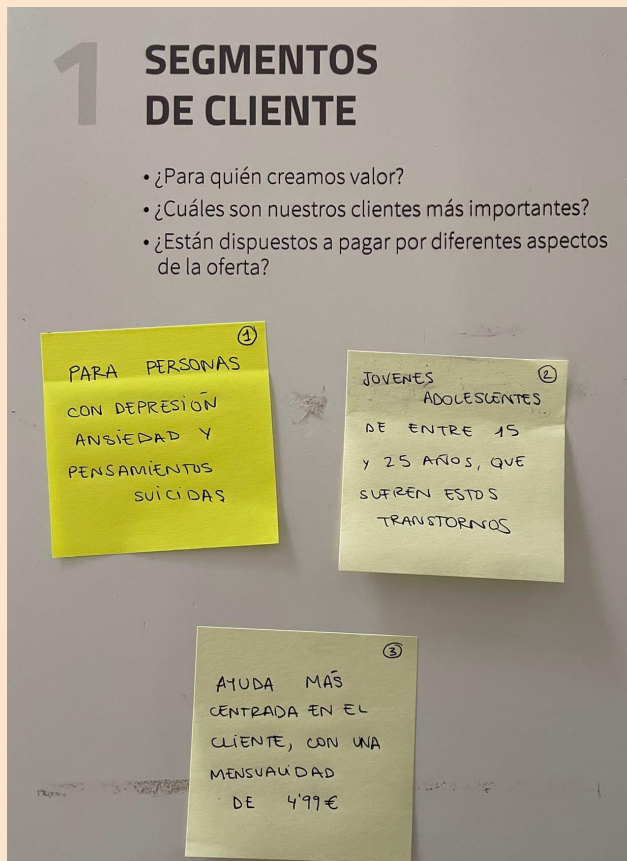 1
SEGMENTOS
DE CLIENTE
• ¿Para quién creamos valor?
• ¿Cuáles son nuestros clientes más importantes?
• ¿Están dispuestos a pagar por diferentes aspectos
de la oferta?
1
PARA PERSONAS
CON DEPRESIÓN
ANSIEDAD Y
PENSAMIENTOS
SUICIDAS
2
JOVENES
ADOLESCENTES
DE ENTRE 15
Y 25 AÑOS, QUE
SUFREN ESTOS
TRANSTORNOS
3
AYUDA MÁS
CENTRADA EN EL
CLIENTE, CON UNA
MENSUALIDAD
DE 4'99€